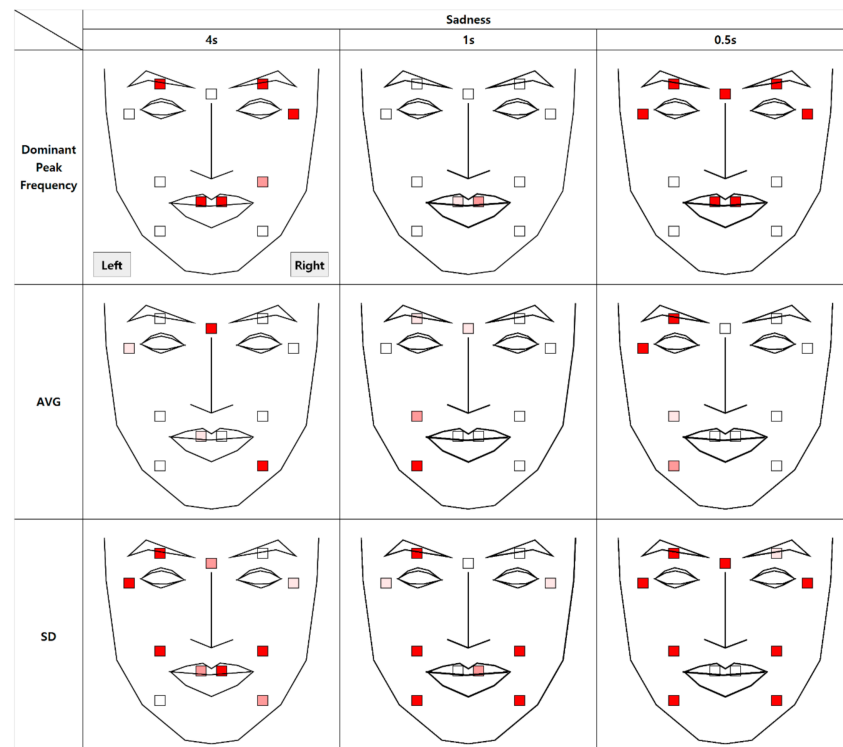 Sadness
4s
1s
0.5s
Dominant
Peak
Frequency
Left
Right
AVG
SD